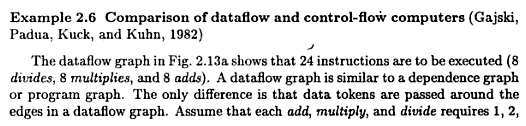 Example 2.6 Comparison of dataflow and control-flow computers (Gajski,
Padua, Kuck, and Kuhn, 1982)
The dataflow graph in Fig. 2.13a shows that 24 instructions are to be executed (8
divides, 8 multiplies, and 8 adds). A dataflow graph is similar to a dependence graph
or program graph. The only difference is that data tokens are passed around the
edges in a dataflow graph. Assume that each add, multiply, and divide requires 1, 2,